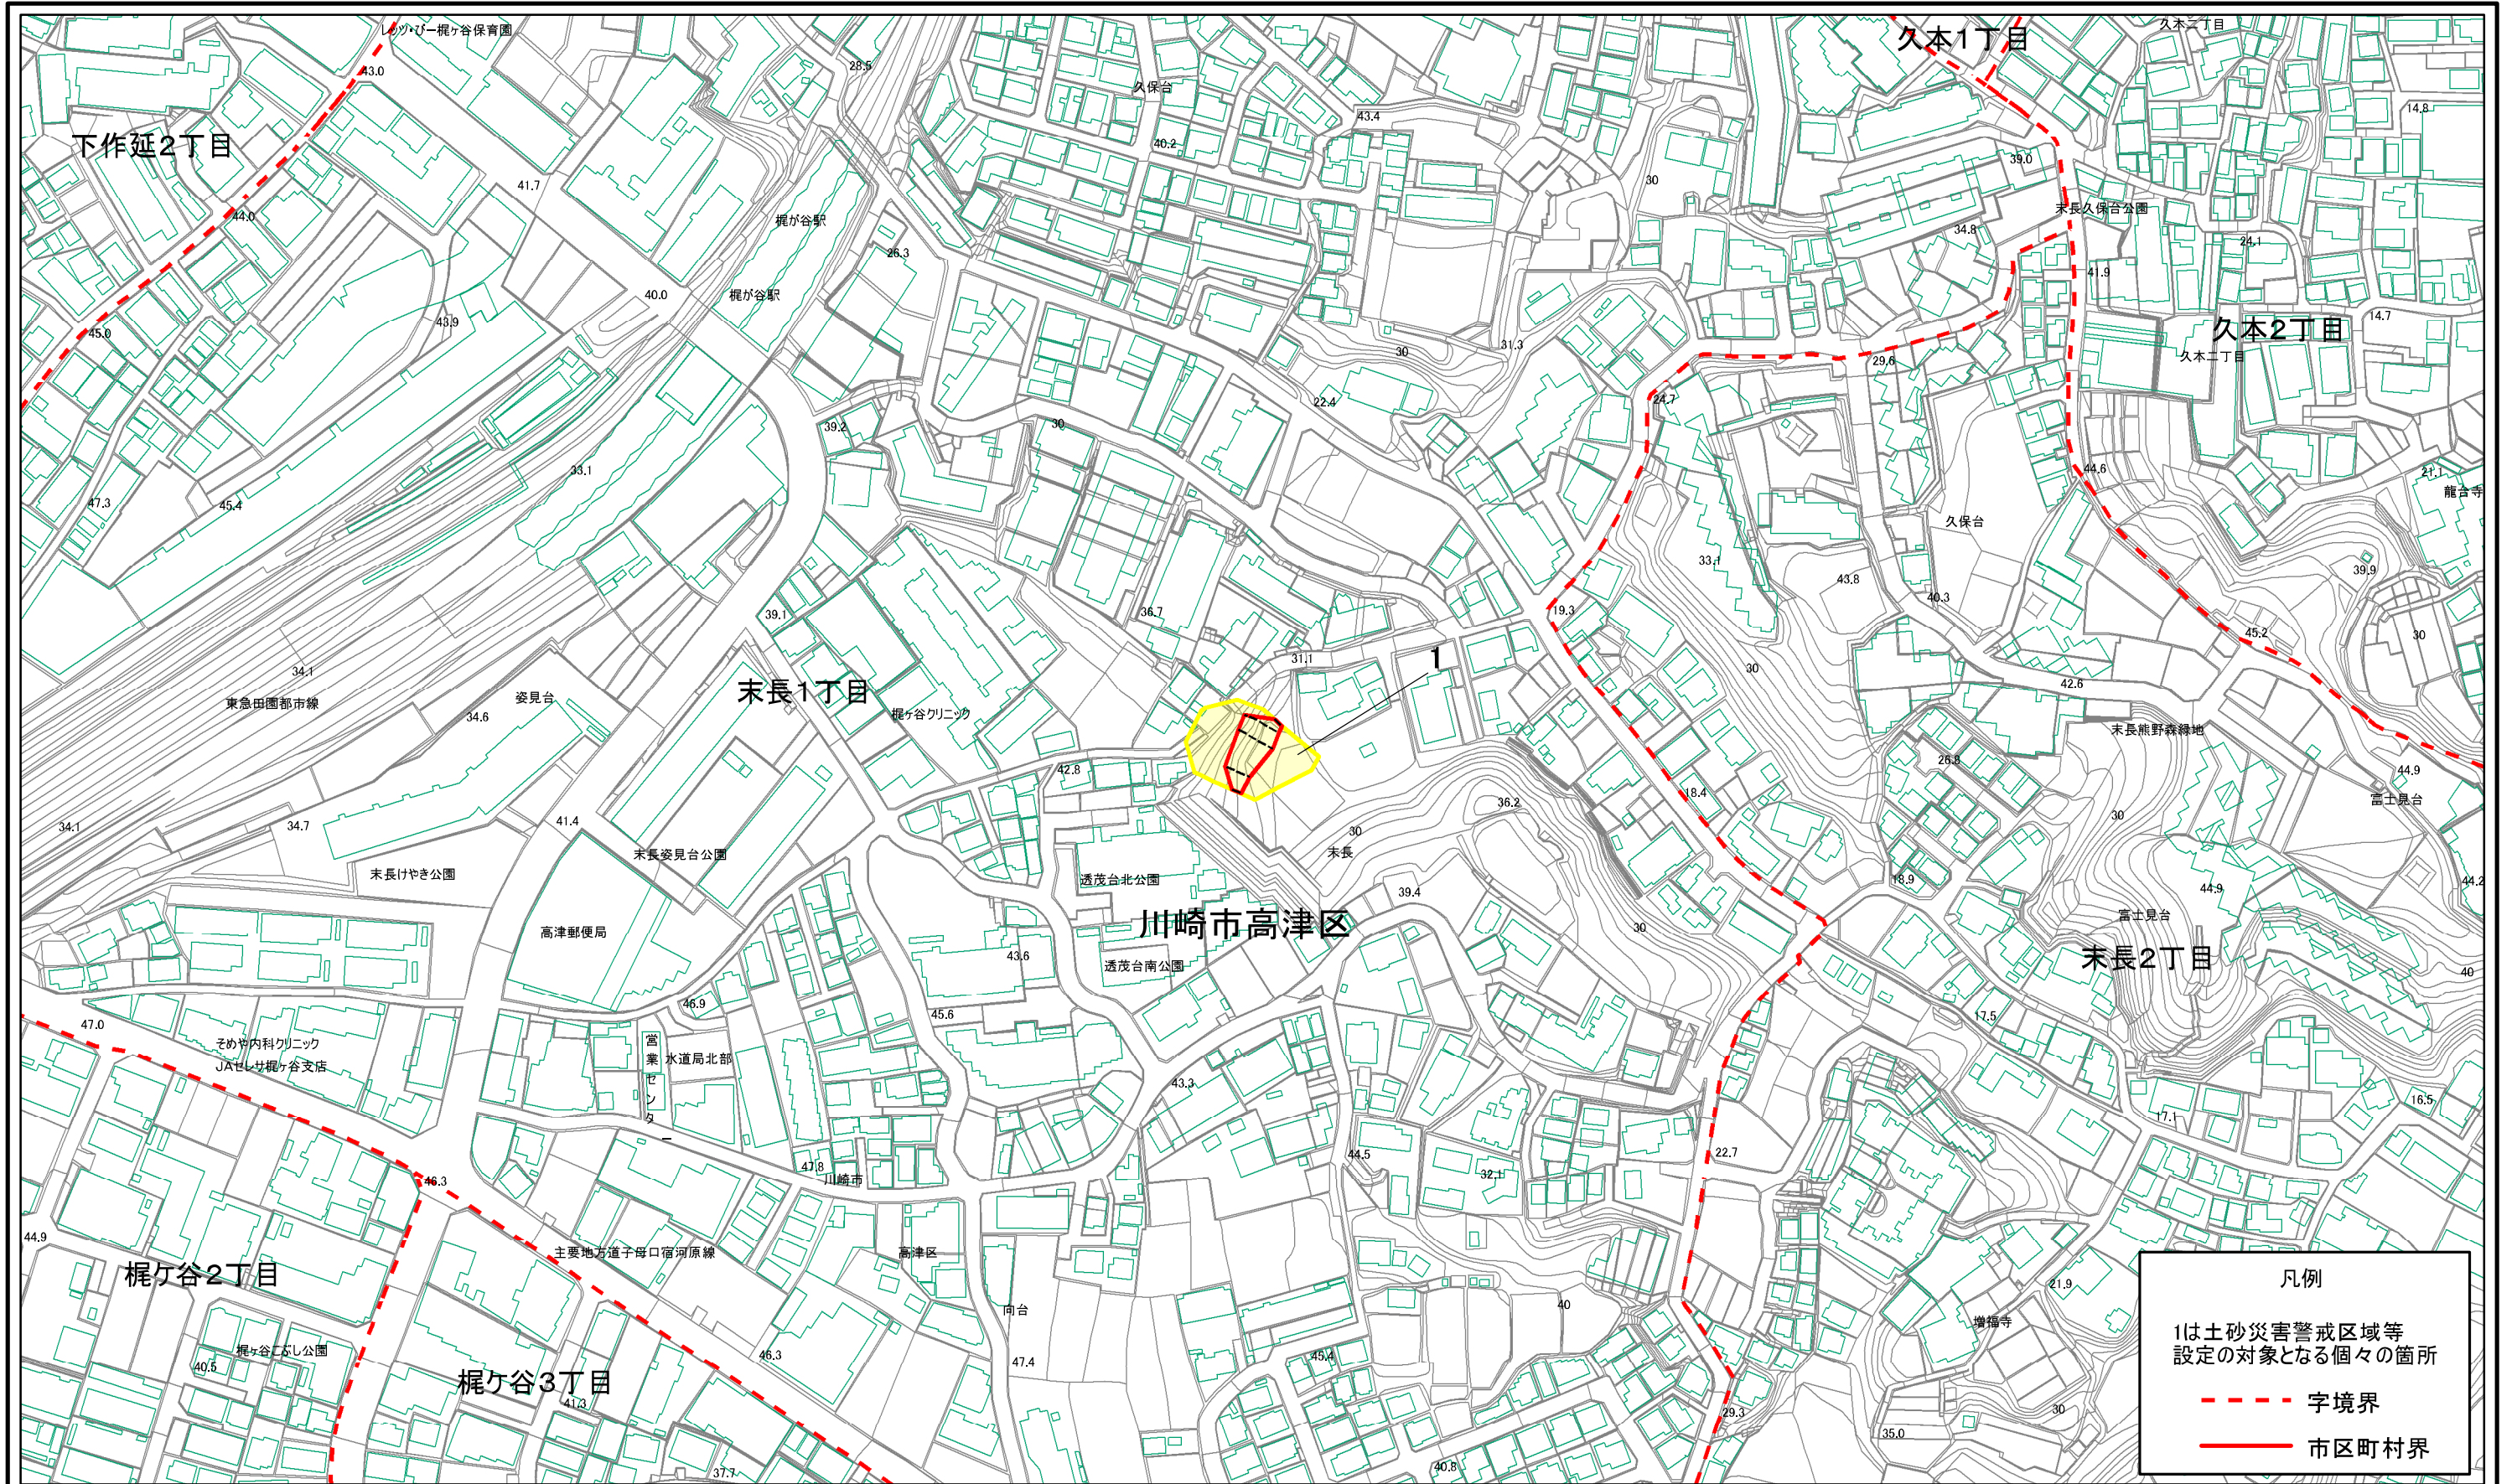 レッツ・びー梶ヶ谷保育園
久本1丁目
久本二丁目
28.5
43.0
久保台
14.8
43.4
下作延2丁目
40.2
39.0
41.7
30
44.0
梶が谷駅
末長久保台公園
34.8
26.3
24.1
41.9
梶が谷駅
40.0
43.9
14.7
45.0
久本2丁目
31.3
30
久本二丁目
29.6
22.4
24.7
39.2
30
33.1
44.6
21.1
47.3
45.4
龍台寺
久保台
33.1
39.9
43.8
40.3
36.7
19.3
39.1
45.2
30
31.1
1
30
34.1
42.6
末長1丁目
東急田園都市線
姿見台
34.6
梶ヶ谷クリニック
末長熊野森緑地
26.8
42.8
44.9
18.4
富士見台
36.2
34.1
34.7
41.4
30
30
末長
末長姿見台公園
末長けやき公園
透茂台北公園
18.9
44.9
44.2
39.4
富士見台
川崎市高津区
高津郵便局
30
43.6
末長2丁目
透茂台南公園
40
46.9
45.6
17.5
47.0
そめや内科クリニック
JAセレサ梶ヶ谷支店
営業センター
水道局北部
43.3
16.5
17.1
22.7
44.5
47.8
32.1
川崎市
46.3
44.9
主要地方道子母口宿河原線
高津区
梶ケ谷2丁目
凡例
21.9
向台
40
増福寺
1は土砂災害警戒区域等
設定の対象となる個々の箇所
梶ヶ谷こぶし公園
40.5
46.3
47.4
45.4
梶ケ谷3丁目
41.3
字境界
29.3
30
35.0
市区町村界
37.7
40.8